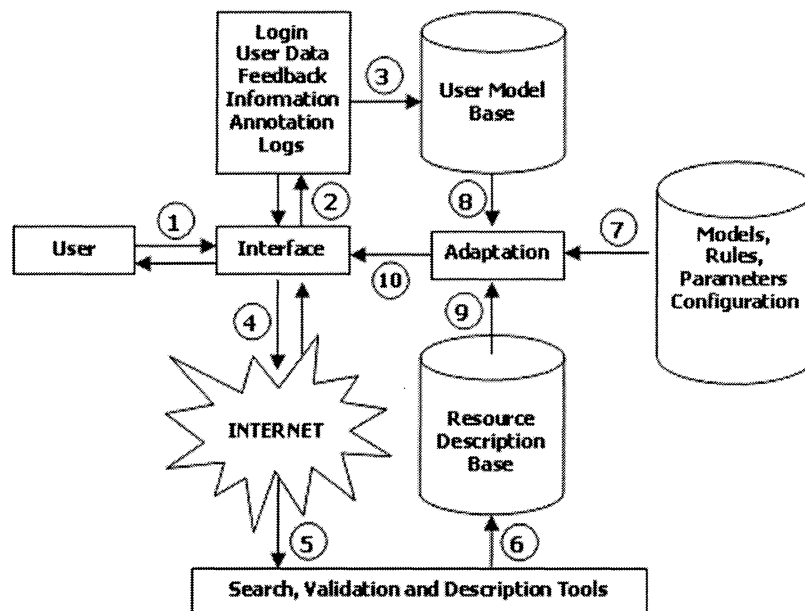 Login
User Data
Feedback
Information
Annotation
Logs
3
User Model
Base
2
8
1
User
Interface
10
Adaptation
7
Models,
Rules,
Parameters
Configuration
4
9
INTERNET
Resource
Description
Base
5
6
Search, Validation and Description Tools